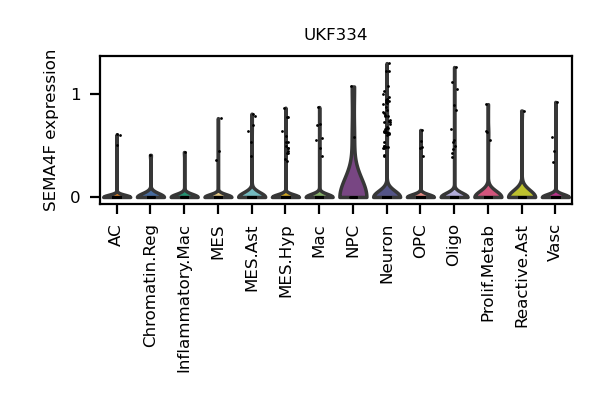 UKF334
SEMA4F expression
1
0
AC
Chromatin.Reg
Inflammatory.Mac
MES
MES.Ast
MES.Hyp
Mac
NPC
Neuron
OPC
Oligo
Prolif.Metab
Reactive.Ast
Vasc